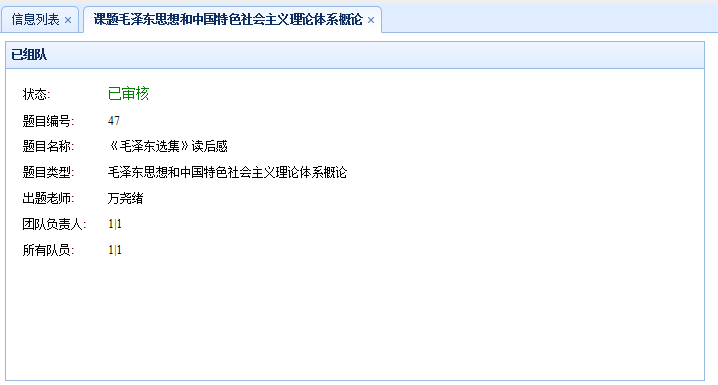 信息列表 ×
课题毛泽东思想和中国特色社会主义理论体系概论 ×
已组队
状态: 已审核
题目编号: 47
题目名称: 《毛泽东选集》读后感
题目类型: 毛泽东思想和中国特色社会主义理论体系概论
出题老师: 万尧绪
团队负责人: 1|1
所有队员: 1|1